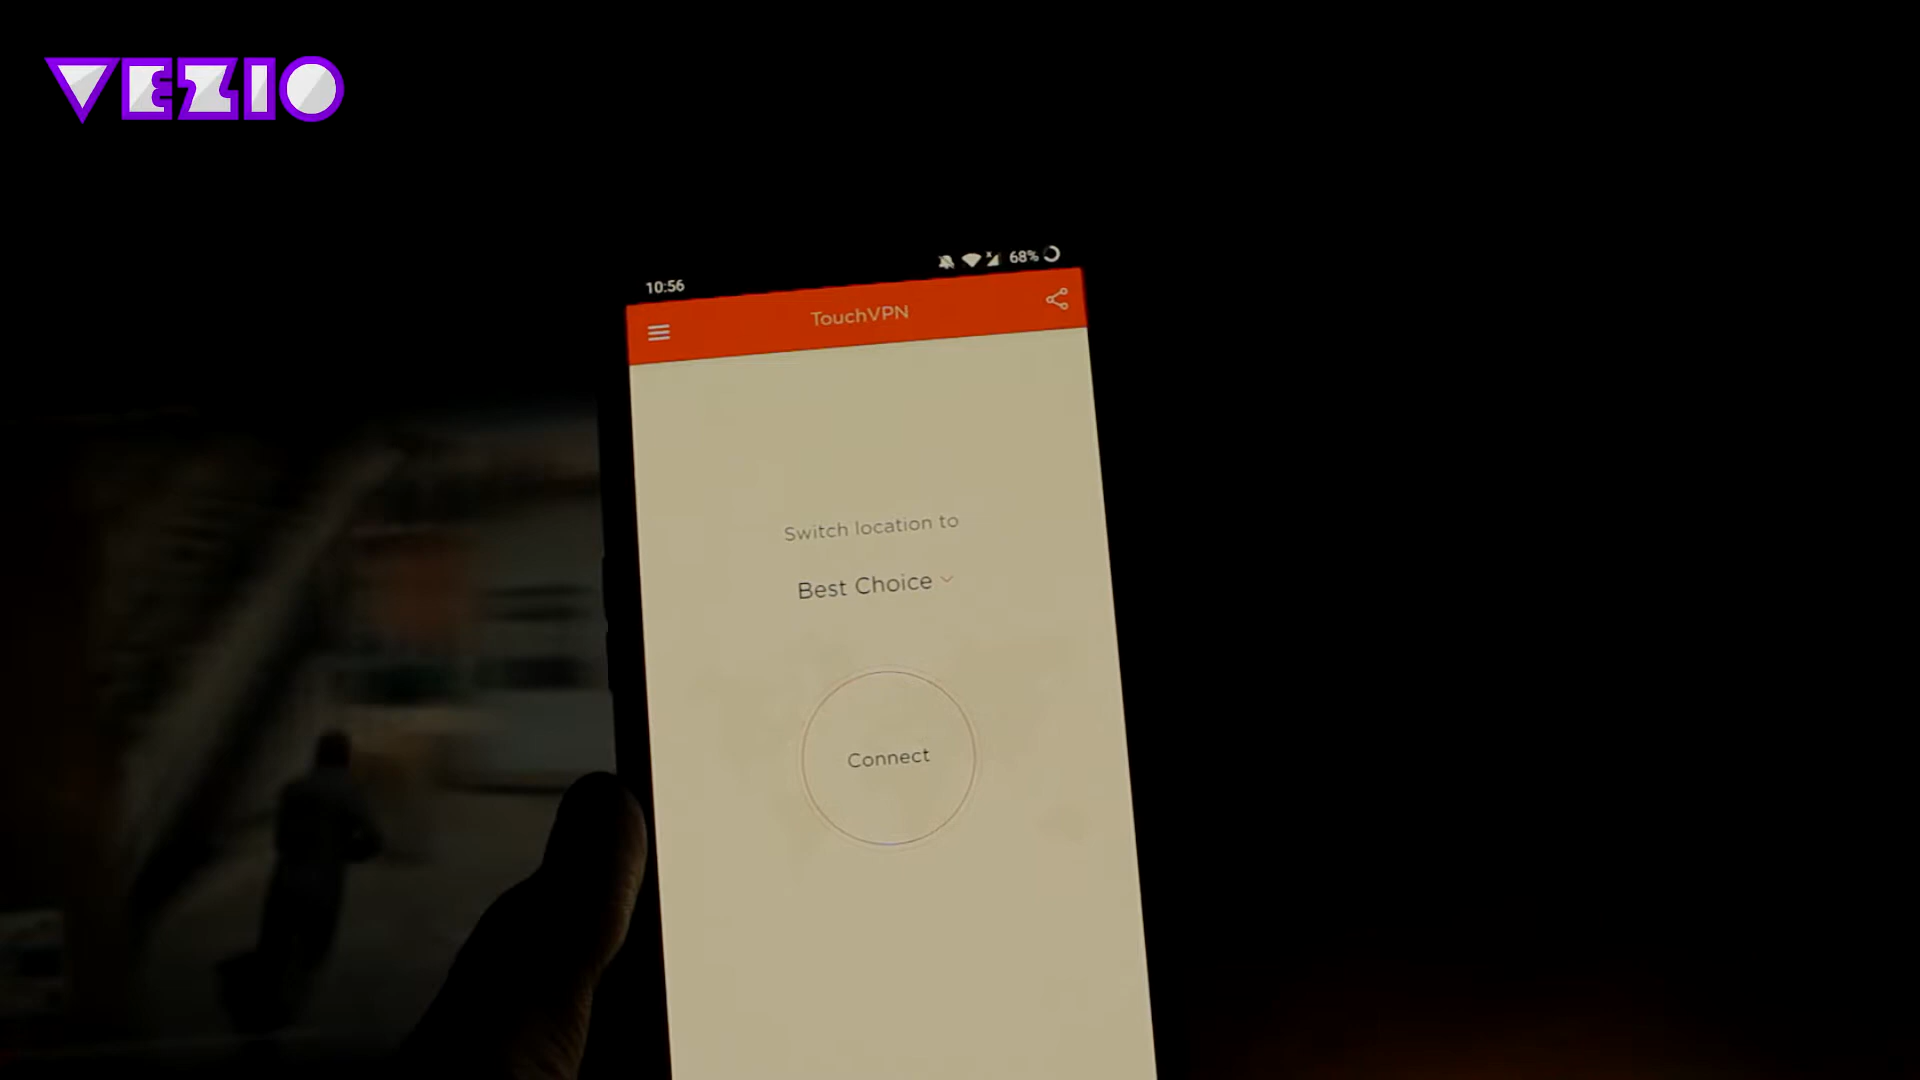 VEZIO
10:56
68%
TouchVPN
Switch location to
Best Choice
Connect